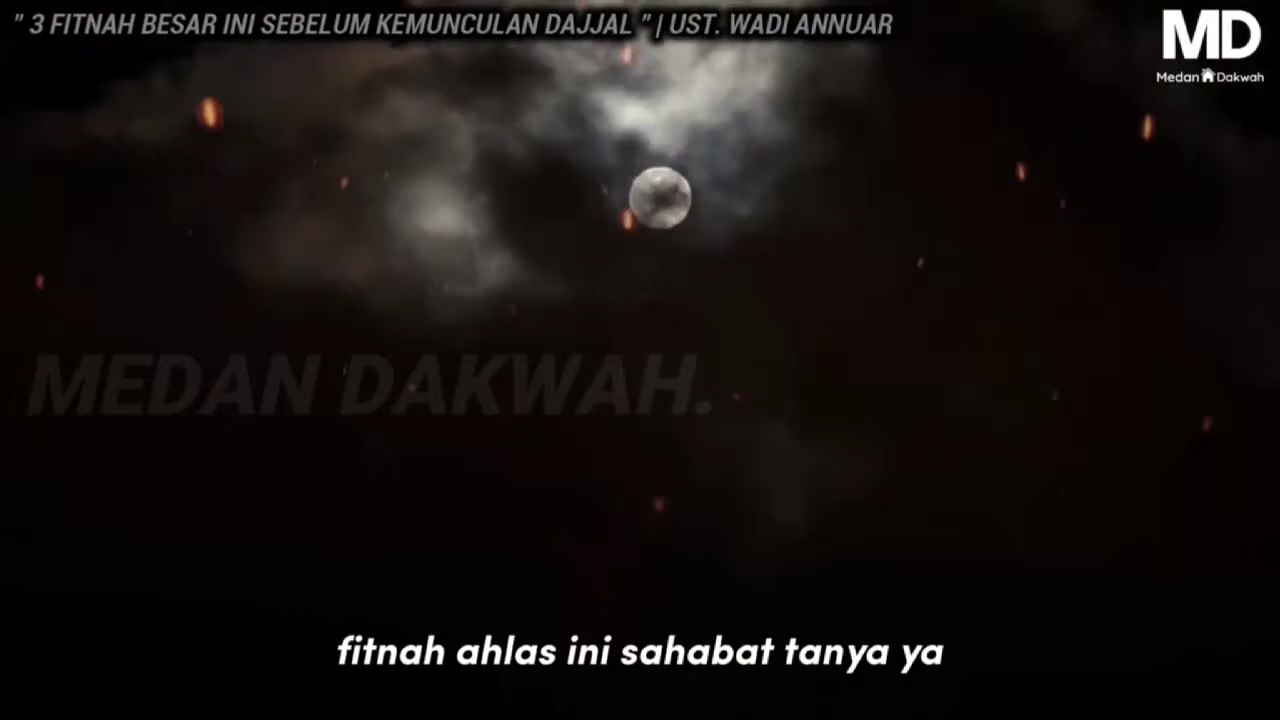 " 3 FITNAH BESAR INI SEBELUM KEMUNCULAN DAJJAL " | UST. WADI ANNUAR
MD
Medan Dakwah
MEDAN DAKWAH.
fitnah ahlas ini sahabat tanya ya